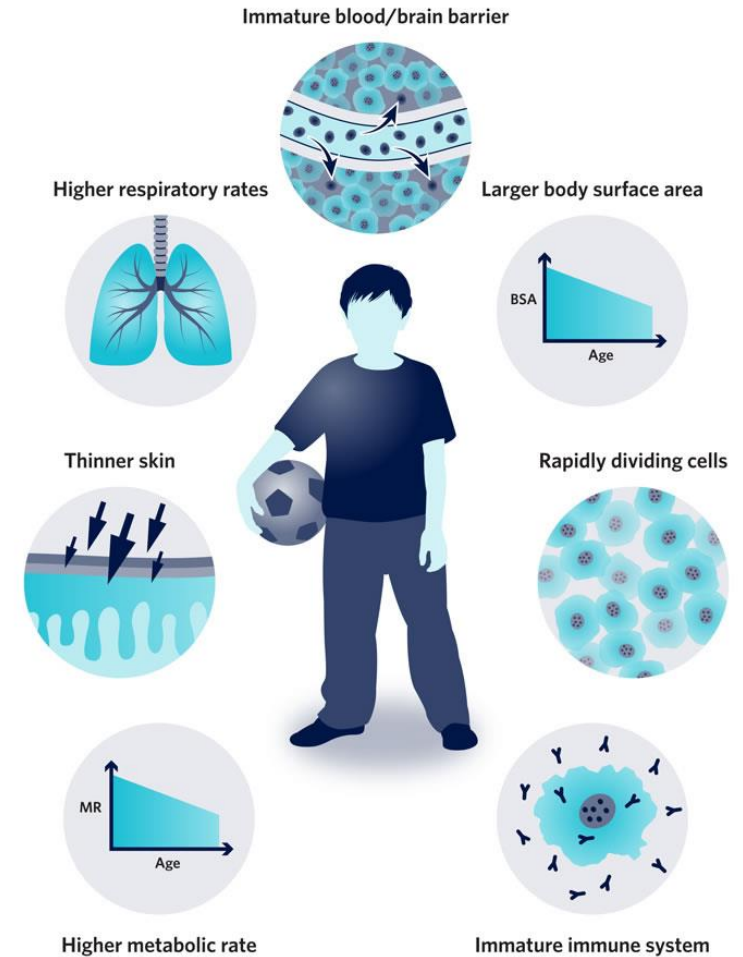 Immature blood/brain barrier
Higher respiratory rates
Larger body surface area
BSA
Age
Thinner skin
Rapidly dividing cells
MR
Age
Higher metabolic rate
Immature immune system